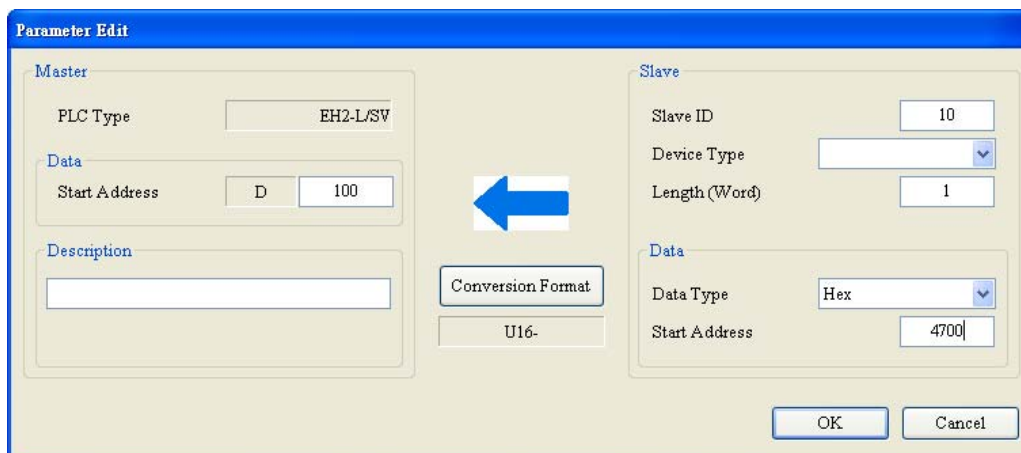 Parameter Edit
Master
PLC Type EH2-L/SV
Data
Start Address D 100
Description
Conversion Format
U16-
Slave
Slave ID 10
Device Type
Length (Word) 1
Data
Data Type Hex
Start Address 4700
OK Cancel